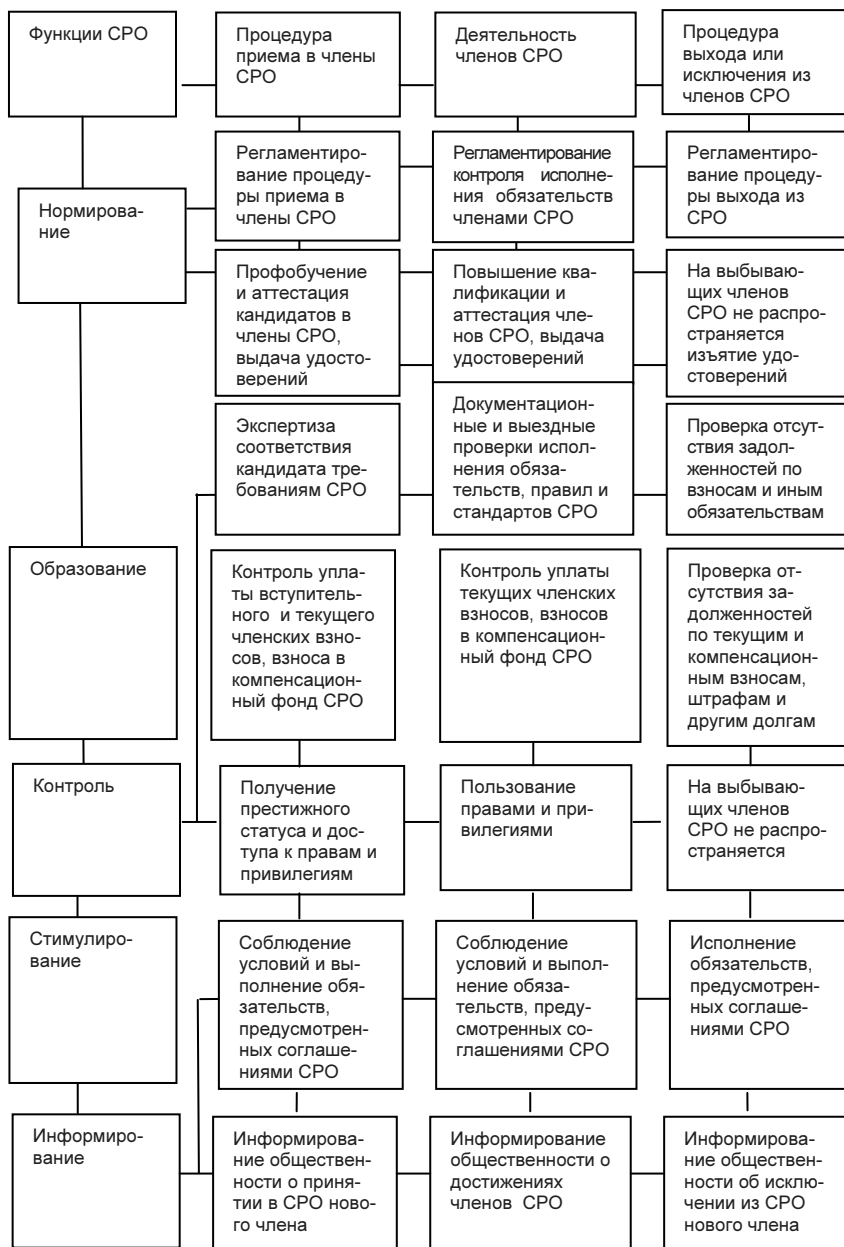 Функции СРО
Процедура
приема в члены
СРО
Деятельность
членов СРО
Процедура
выхода или
исключения из
членов СРО
Нормирова-
ние
Регламентиро-
вание процеду-
ры приема в
члены СРО
Регламентирование
контроля исполне-
ния обязательств
членами СРО
Регламентиро-
вание процеду-
ры выхода из
СРО
Профобучение
и аттестация
кандидатов в
члены СРО,
выдача удосто-
верений
Повышение ква-
лификации и
аттестация чле-
нов СРО, выдача
удостоверений
На выбываю-
щих членов
СРО не распро-
страняется
изъятие удо-
стоверений
Экспертиза
соответствия
кандидата тре-
бованиям СРО
Документацион-
ные и выездные
проверки испол-
нения обяза-
тельств, правил и
стандартов СРО
Проверка отсут-
ствия задол-
женностей по
взносам и иным
обязательствам
Образование
Контроль упла-
ты вступитель-
ного и текущего
членских взно-
сов, взноса в
компенсацион-
ный фонд СРО
Контроль уплаты
текущих членских
взносов, взносов
в компенсацион-
ный фонд СРО
Проверка от-
сутствия за-
долженностей
по текущим и
компенсацион-
ным взносам,
штрафам и
другим долгам
Контроль
Получение
престижного
статуса и дос-
тупа к правам и
привилегиям
Пользование
правами и при-
вилегиями
На выбываю-
щих членов
СРО не распро-
страняется
Стимулиро-
вание
Соблюдение
условий и вы-
полнение обя-
зательств,
предусмотрен-
ных соглаше-
ниями СРО
Соблюдение
условий и выпол-
нение обяза-
тельств, преду-
смотренных со-
глашениями СРО
Исполнение
обязательств,
предусмотрен-
ных соглаше-
ниями СРО
Информиро-
вание
Информирова-
ние обществен-
ности о приня-
тии в СРО ново-
го члена
Информирование
общественности о
достижениях
членов СРО
Информирова-
ние обществен-
ности об исклю-
чении из СРО
нового члена